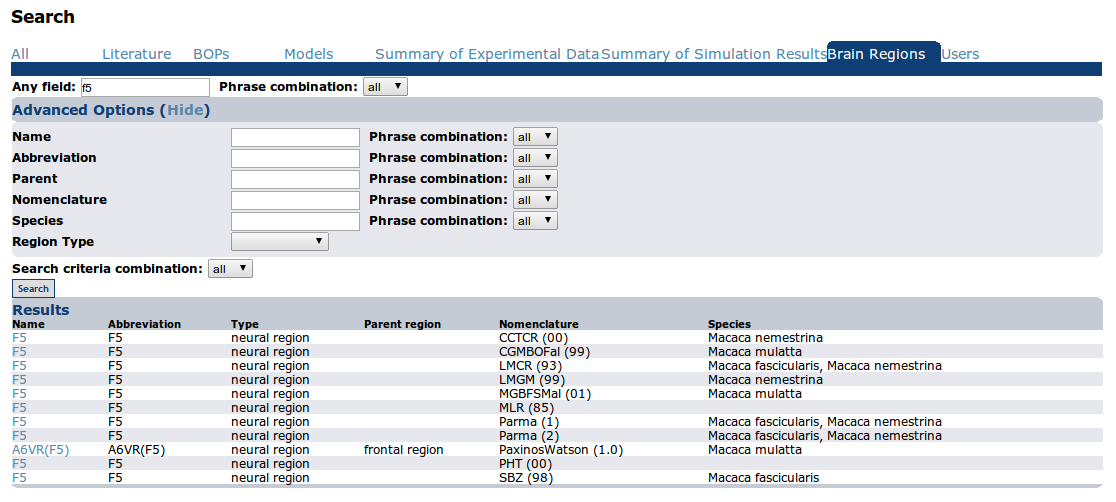 Search
All Literature BOPs Models Summary of Experimental Data Summary of Simulation Results Brain Regions Users
Any field: f5 Phrase combination: all
Advanced Options (Hide)
Name Phrase combination: all
Abbreviation Phrase combination: all
Parent Phrase combination: all
Nomenclature Phrase combination: all
Species Phrase combination: all
Region Type
Search criteria combination: all
Search
Results
Name Abbreviation Type Parent region Nomenclature Species
F5 F5 neural region CCTCR (00) Macaca nemestrina
F5 F5 neural region CGMBOFal (99) Macaca mulatta
F5 F5 neural region LMCR (93) Macaca fascicularis, Macaca nemestrina
F5 F5 neural region LMGM (99) Macaca nemestrina
F5 F5 neural region MGBFSMal (01) Macaca mulatta
F5 F5 neural region MLR (85)
F5 F5 neural region Parma (1) Macaca fascicularis, Macaca nemestrina
F5 F5 neural region Parma (2) Macaca fascicularis, Macaca nemestrina
A6VR(F5) A6VR(F5) neural region frontal region PaxinosWatson (1.0) Macaca mulatta
F5 F5 neural region PHT (00)
F5 F5 neural region SBZ (98) Macaca fascicularis